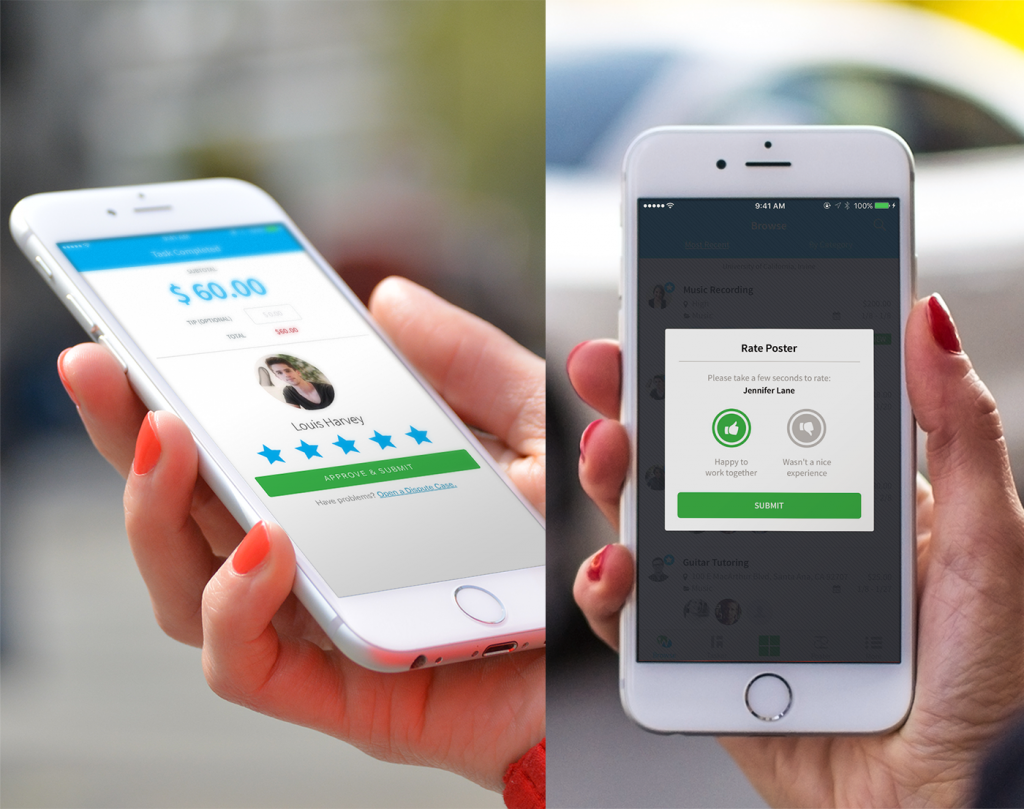 Task Completed
SUBTOTAL
$60.00
TIP (OPTIONAL)
TOTAL $60.00
Louis Harvey
APPROVE & SUBMIT
Have problems? Open a Dispute Case.
9:41 AM
100%
Browse
Music Recording
Music
Rate Poster
Please take a few seconds to rate:
Jennifer Lane
Happy to
work together
Wasn't a nice
experience
SUBMIT
Guitar Tutoring
Music